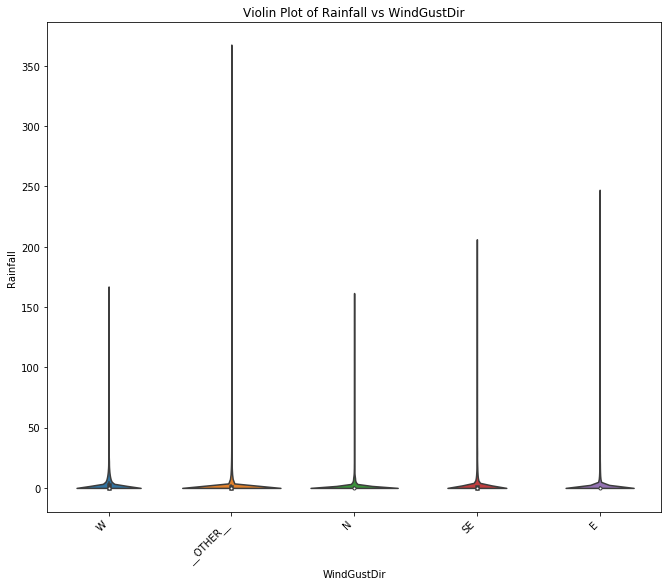 Violin Plot of Rainfall vs WindGustDir
350
300
250
200
150
100
50
0
Rainfall
W
__OTHER__
N
SE
E
WindGustDir